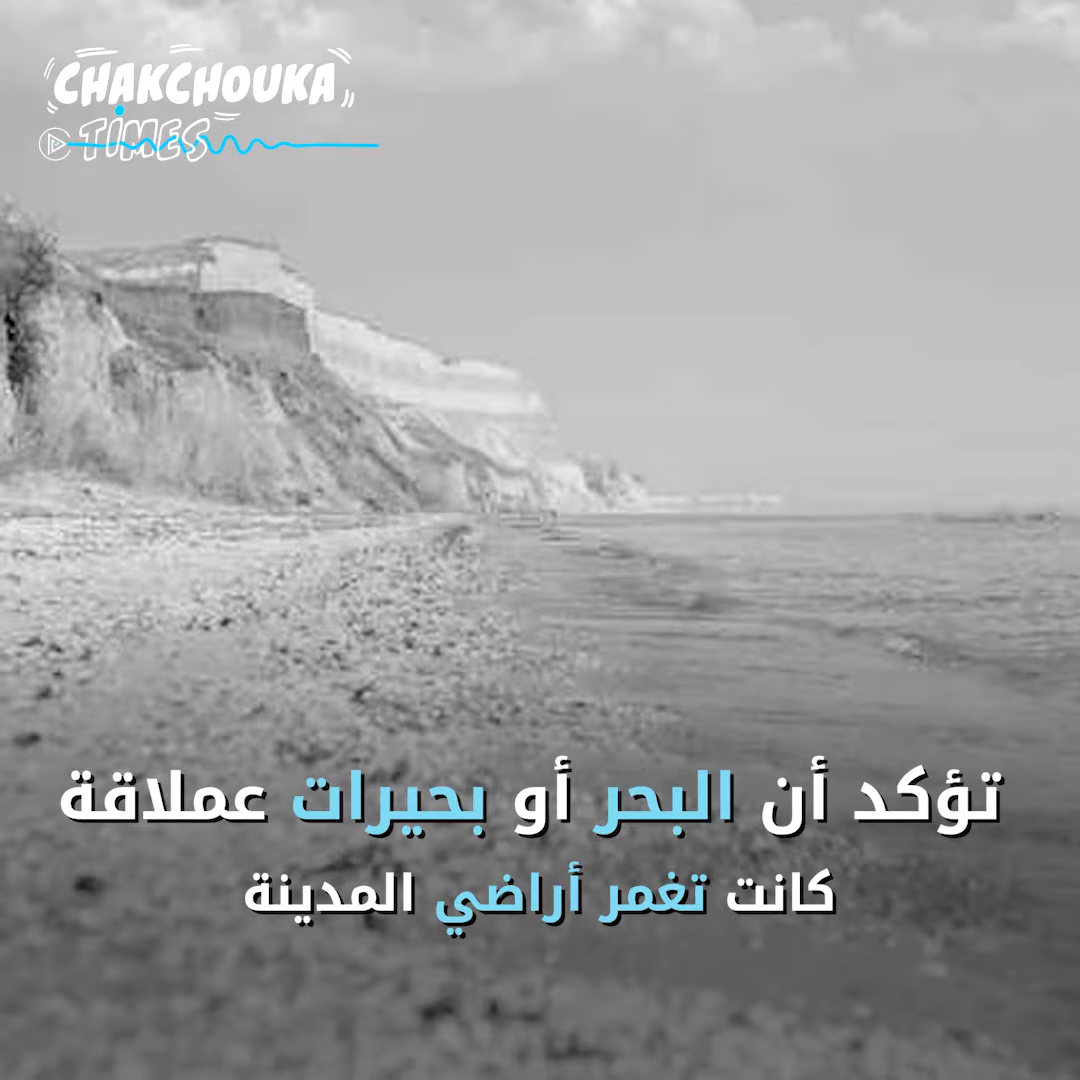 CHAKCHOUKA
TIMES
تؤكد أن البحر أو بحيرات عملاقة
كانت تغمر أراضي المدينة